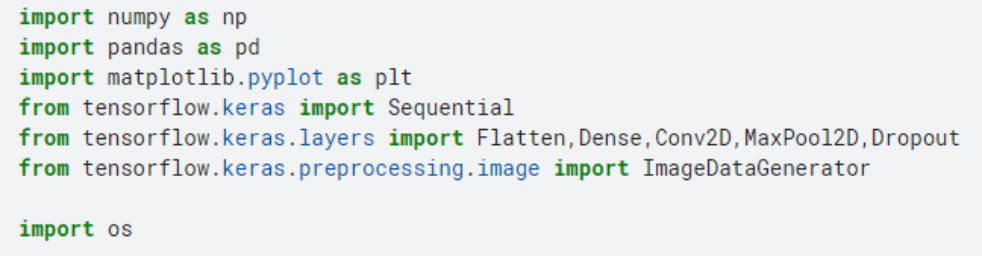 import numpy as np
import pandas as pd
import matplotlib.pyplot as plt
from tensorflow.keras import Sequential
from tensorflow.keras.layers import Flatten,Dense,Conv2D,MaxPool2D,Dropout
from tensorflow.keras.preprocessing.image import ImageDataGenerator
import os